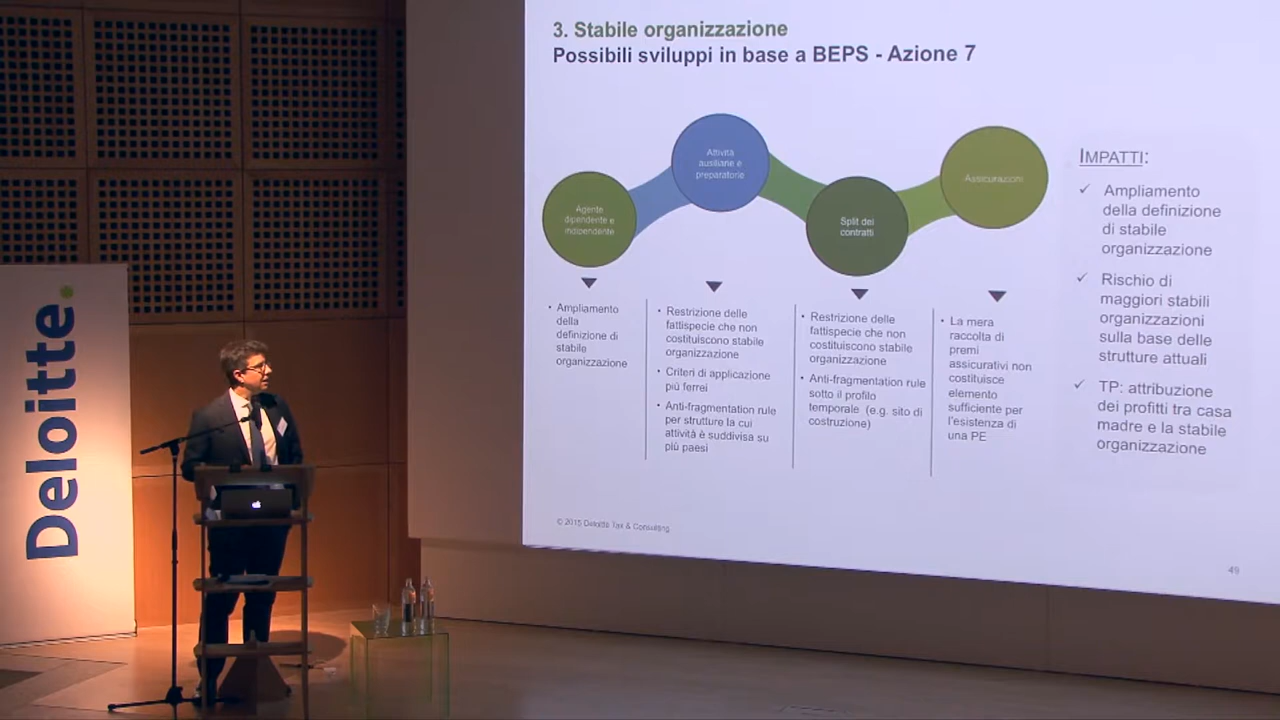 Deloitte.
3. Stabile organizzazione
Possibili sviluppi in base a BEPS - Azione 7
Agente
dipendente e
indipendente
Attività
ausiliarie e
preparatorie
Split dei
contratti
Assicurazioni
• Ampliamento
della
definizione di
stabile
organizzazione
• Restrizione delle
fattispecie che non
costituiscono stabile
organizzazione
• Criteri di applicazione
più ferrei
• Anti-fragmentation rule
per strutture la cui
attività è suddivisa su
più paesi
• Restrizione delle
fattispecie che non
costituiscono stabile
organizzazione
• Anti-fragmentation rule
sotto il profilo
temporale (e.g. sito di
costruzione)
• La mera
raccolta di
premi
assicurativi non
costituisce
elemento
sufficiente per
l'esistenza di
una PE
IMPATTI:
✓ Ampliamento
della definizione
di stabile
organizzazione
✓ Rischio di
maggiori stabili
organizzazioni
sulla base delle
strutture attuali
✓ TP: attribuzione
dei profitti tra casa
madre e la stabile
organizzazione
© 2015 Deloitte Tax & Consulting
49